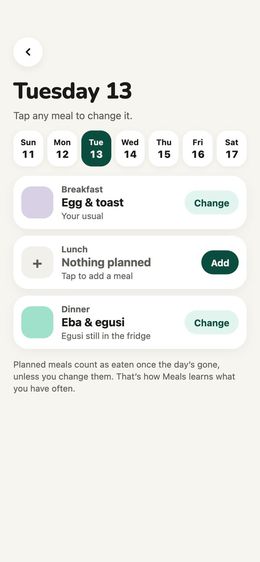 Tuesday 13
Tap any meal to change it.
Sun Mon Tue Wed Thu Fri Sat
11 12 13 14 15 16 17
Breakfast
Egg & toast
Your usual
Change
Lunch
Nothing planned
Tap to add a meal
Add
Dinner
Eba & egusi
Egusi still in the fridge
Change
Planned meals count as eaten once the day's gone,
unless you change them. That's how Meals learns what
you have often.